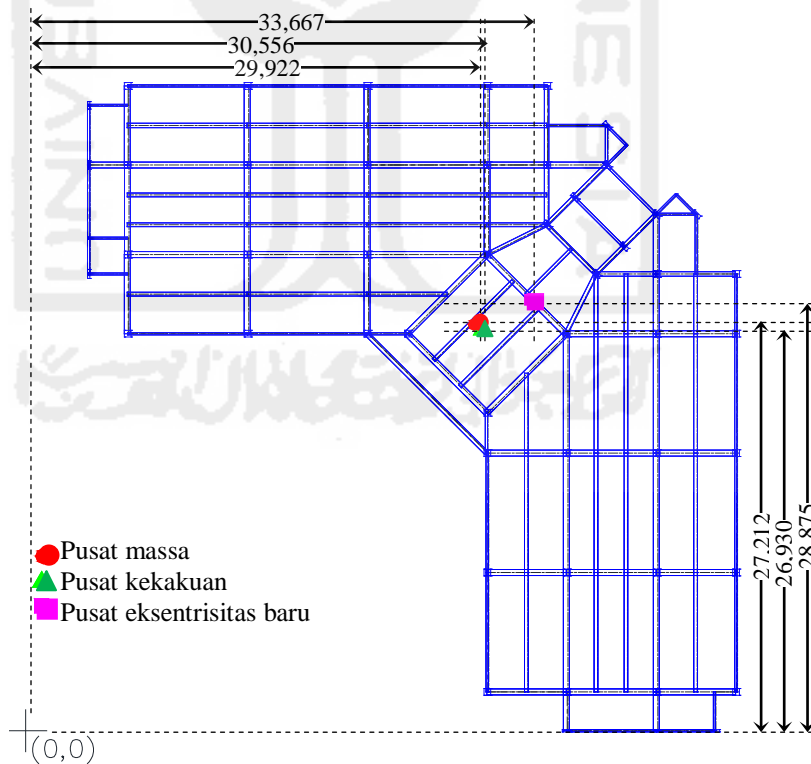 33,667
30,556
29,922
27.212
26.930
28.875
Pusat massa
Pusat kekakuan
Pusat eksentrisitas baru
(0,0)